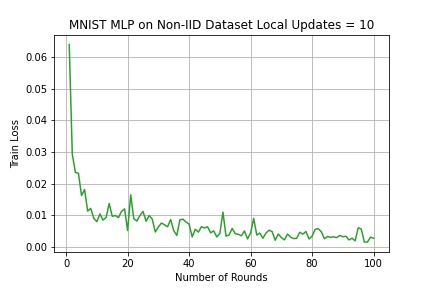 MNIST MLP on Non-IID Dataset Local Updates = 10
Train Loss
0.06
0.05
0.04
0.03
0.02
0.01
0.00
0 20 40 60 80 100
Number of Rounds